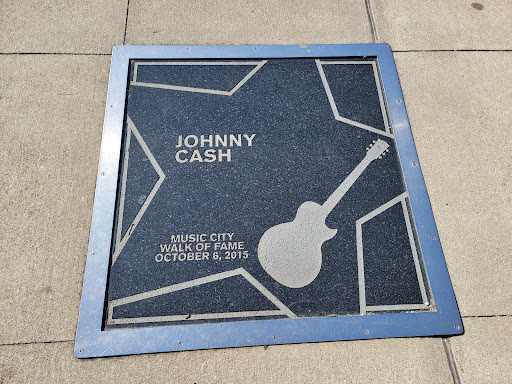 JOHNNY
CASH
MUSIC CITY
WALK OF FAME
OCTOBER 6, 2015